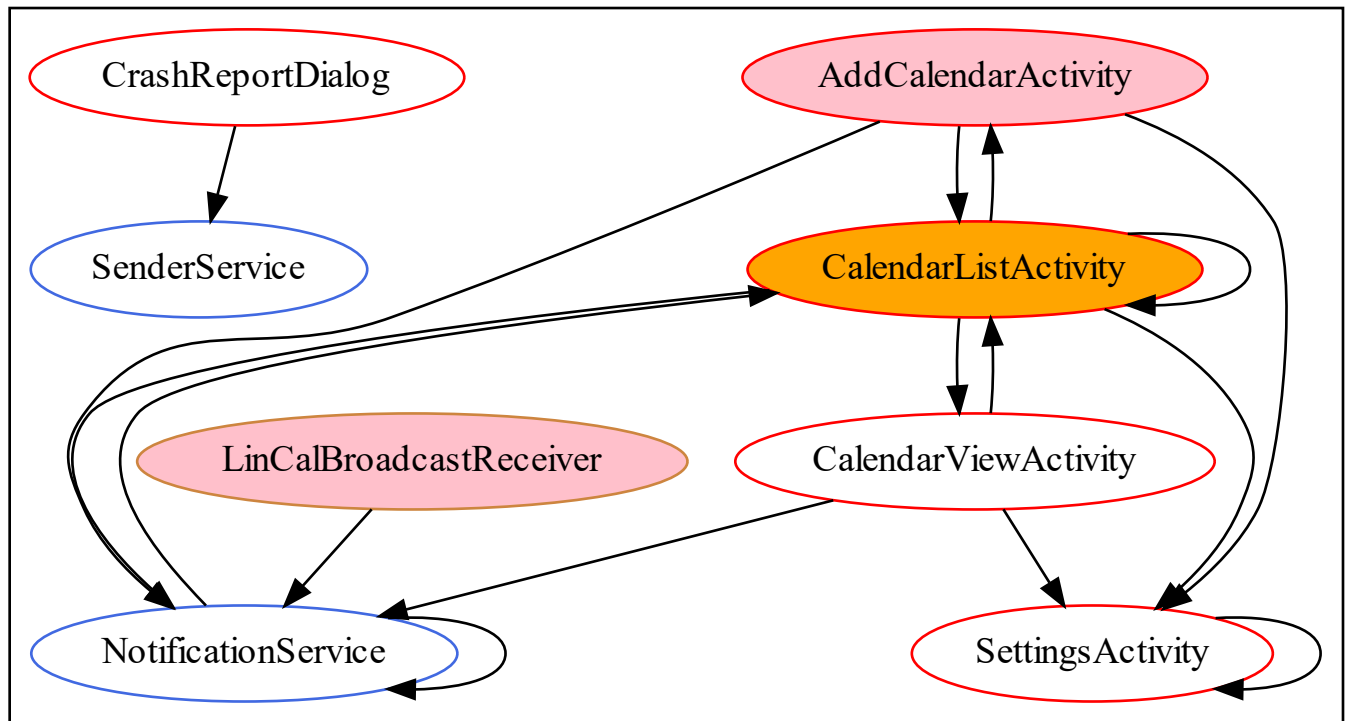 CrashReportDialog
AddCalendarActivity
SenderService
CalendarListActivity
LinCalBroadcastReceiver
CalendarViewActivity
NotificationService
SettingsActivity